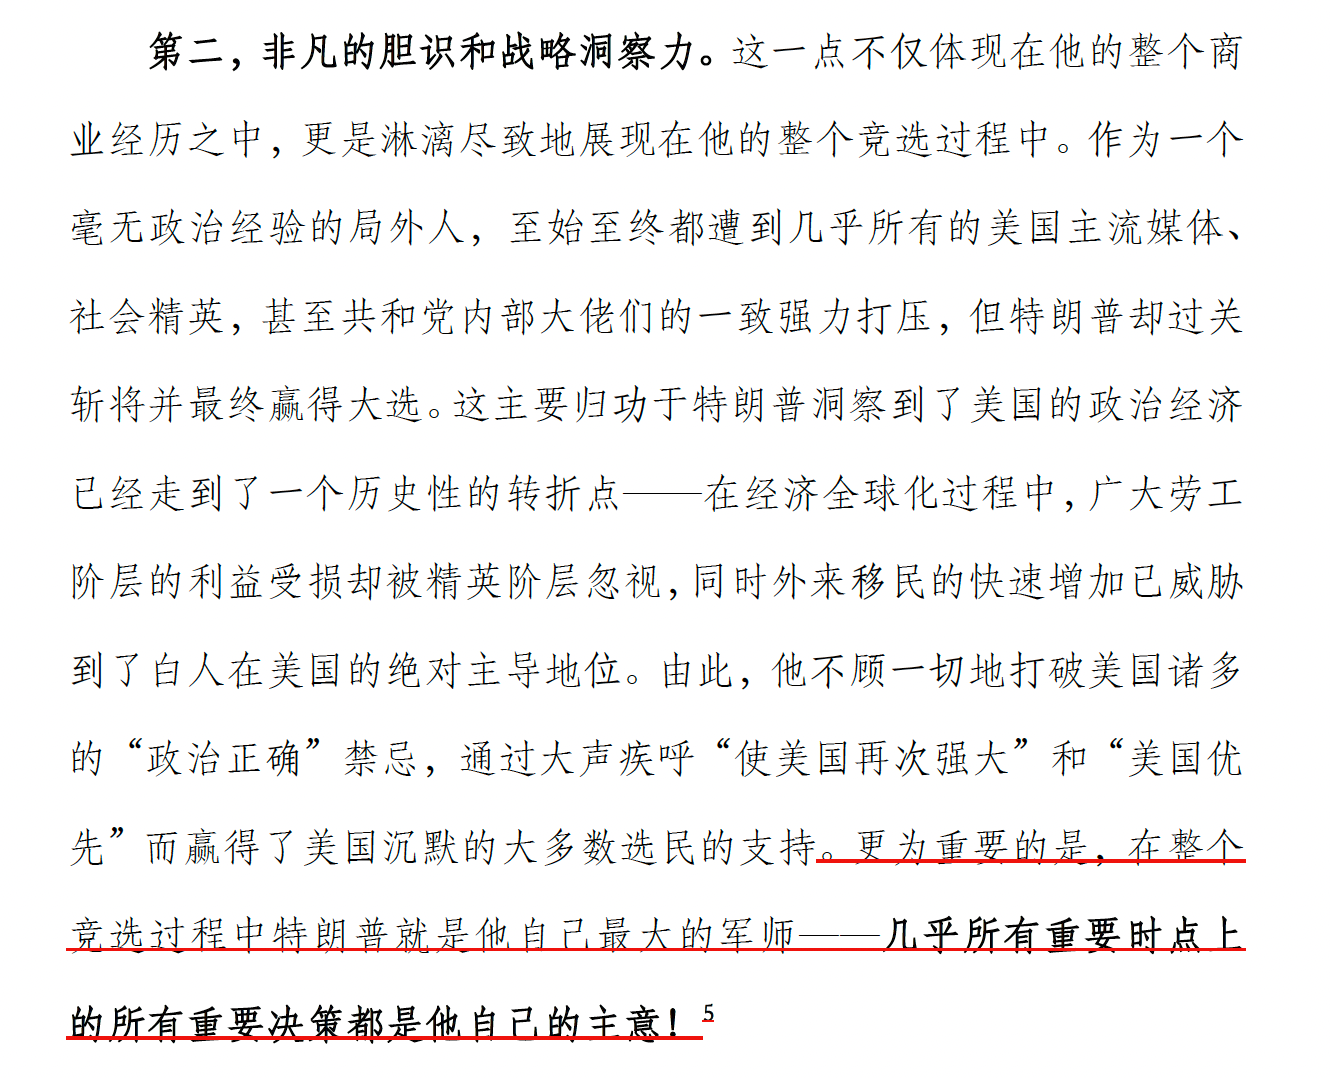 第二，非凡的胆识和战略洞察力。这一点不仅体现在他的整个商
业经历之中，更是淋漓尽致地展现在他的整个竞选过程中。作为一个
毫无政治经验的局外人，至始至终都遭到几乎所有的美国主流媒体、
社会精英，甚至共和党内部大佬们的一致强力打压，但特朗普却过关
斩将并最终赢得大选。这主要归功于特朗普洞察到了美国的政治经济
已经走到了一个历史性的转折点——在经济全球化过程中，广大劳工
阶层的利益受损却被精英阶层忽视，同时外来移民的快速增加已威胁
到了白人在美国的绝对主导地位。由此，他不顾一切地打破美国诸多
的“政治正确”禁忌，通过大声疾呼“使美国再次强大”和“美国优
先”而赢得了美国沉默的大多数选民的支持。更为重要的是，在整个
竞选过程中特朗普就是他自己最大的军师——几乎所有重要时点上
的所有重要决策都是他自己的主意！5